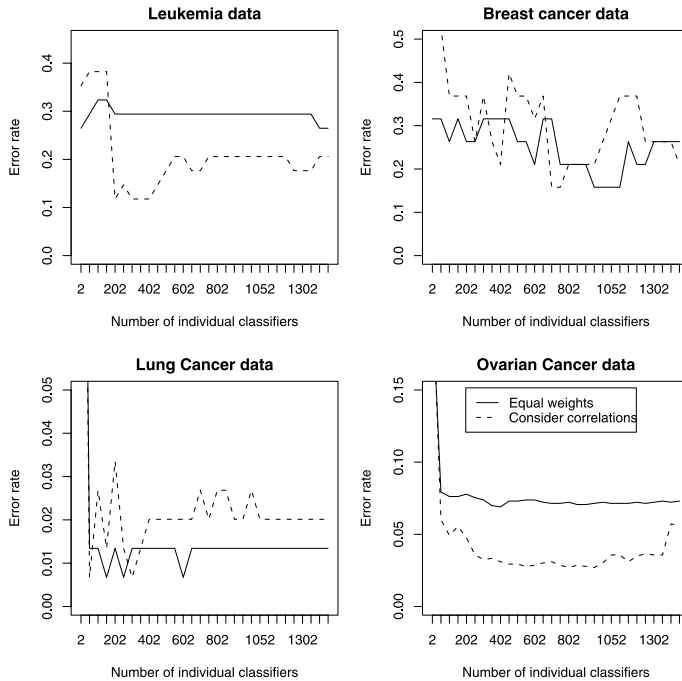 Leukemia data
Error rate
0.0 0.1 0.2 0.3 0.4
2 202 402 602 802 1052 1302
Number of individual classifiers
Breast cancer data
Error rate
0.0 0.1 0.2 0.3 0.4 0.5
2 202 402 602 802 1052 1302
Number of individual classifiers
Lung Cancer data
Error rate
0.00 0.01 0.02 0.03 0.04 0.05
2 202 402 602 802 1052 1302
Number of individual classifiers
Ovarian Cancer data
Equal weights
Consider correlations
Error rate
0.00 0.05 0.10 0.15
2 202 402 602 802 1052 1302
Number of individual classifiers